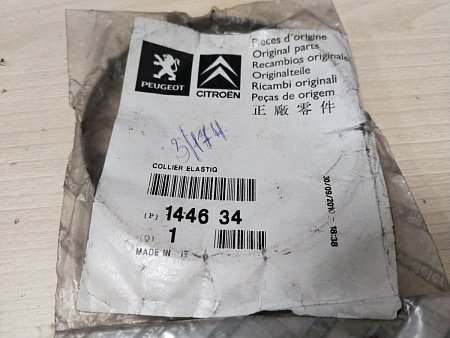 PEUGEOT
CITROËN
Pièces d'origine
Original parts
Recambios originales
Originalteile
Ricambi originali
Peças de origem
正廠零件
COLLIER ELASTIQ
(P) 1446 34
(Q) 1
MADE IN IT